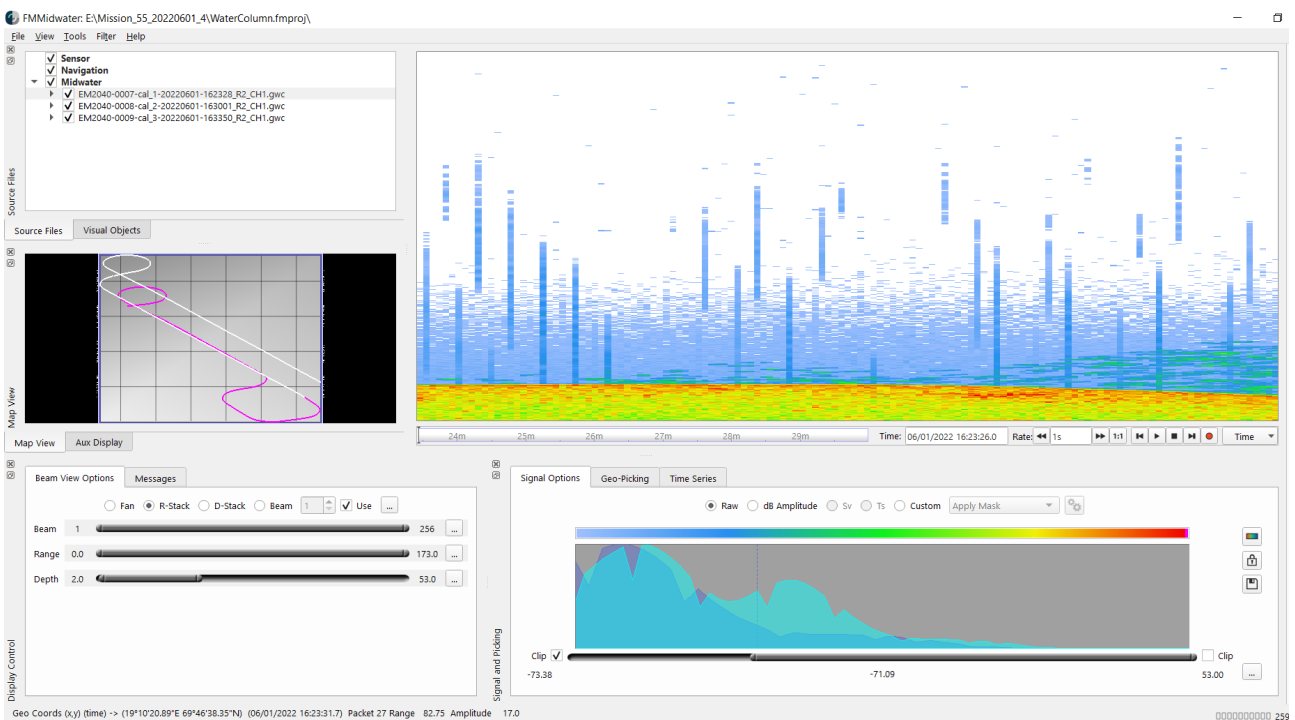 FMMidwater: E:\Mission_55_20220601_4\WaterColumn.fmproj\
File View Tools Filter Help
Sensor
Navigation
Midwater
EM2040-0007-cal_1-20220601-162328_R2_CH1.gwc
EM2040-0008-cal_2-20220601-163001_R2_CH1.gwc
EM2040-0009-cal_3-20220601-163350_R2_CH1.gwc
Source Files
Source Files Visual Objects
Map View
Map View Aux Display
24m 25m 26m 27m 28m 29m
Time: 06/01/2022 16:23:26.0 Rate: 1s 1:1 Time
Beam View Options Messages
Fan R-Stack D-Stack Beam 1 Use ...
Beam 1 256 ...
Range 0.0 173.0 ...
Depth 2.0 53.0 ...
Display Control
Signal Options Geo-Picking Time Series
Raw dB Amplitude Sv Ts Custom Apply Mask
Clip Clip
-73.38 -71.09 53.00 ...
Signal and Picking
Geo Coords (x,y) (time) -> (19°10'20.89"E 69°46'38.35"N) (06/01/2022 16:23:31.7) Packet 27 Range 82.75 Amplitude 17.0
259